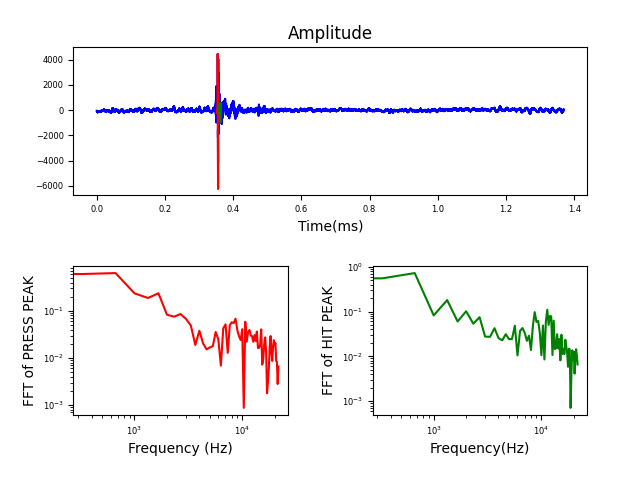 Amplitude
4000
2000
0
−2000
−4000
−6000
0.0 0.2 0.4 0.6 0.8 1.0 1.2 1.4
Time(ms)
FFT of PRESS PEAK
10⁻¹
10⁻²
10⁻³
10³ 10⁴
Frequency (Hz)
FFT of HIT PEAK
10⁰
10⁻¹
10⁻²
10⁻³
10³ 10⁴
Frequency(Hz)